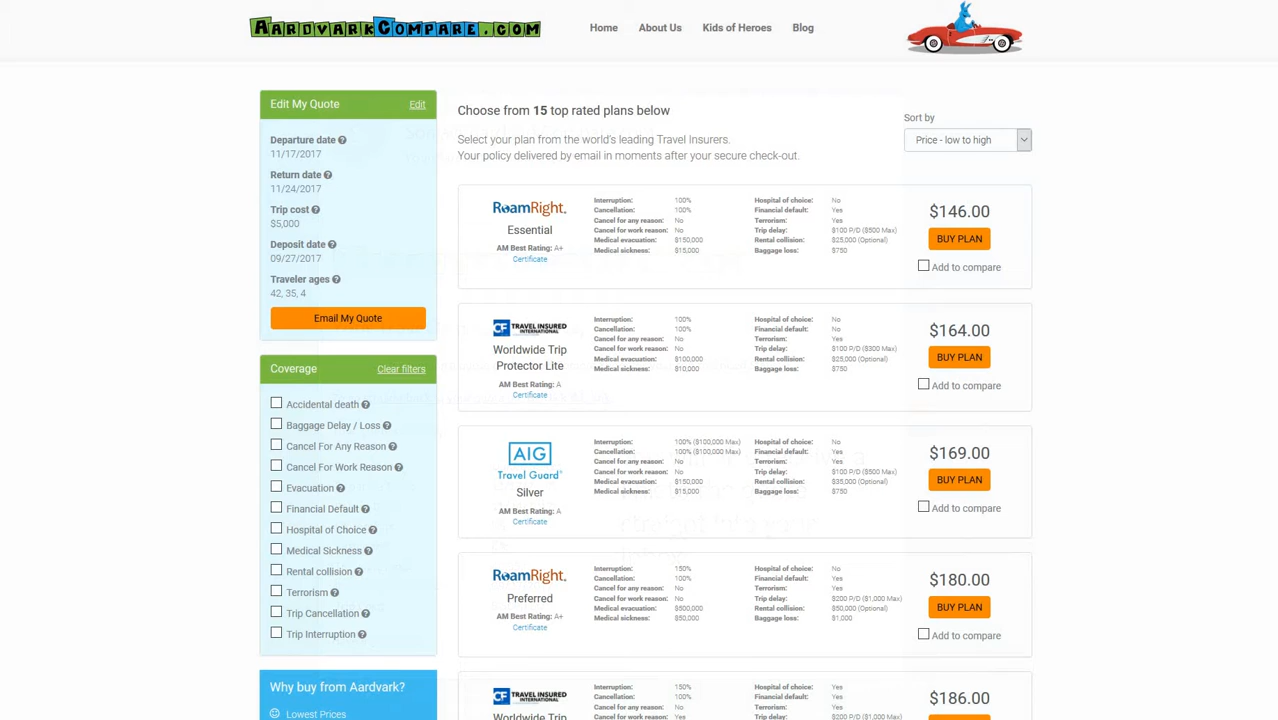 AARDVARKCOMPARE.COM
Home About Us Kids of Heroes Blog
Edit My Quote Edit
Departure date
11/17/2017
Return date
11/24/2017
Trip cost
$5,000
Deposit date
09/27/2017
Traveler ages
42, 35, 4
Email My Quote
Coverage Clear filters
Accidental death
Baggage Delay / Loss
Cancel For Any Reason
Cancel For Work Reason
Evacuation
Financial Default
Hospital of Choice
Medical Sickness
Rental collision
Terrorism
Trip Cancellation
Trip Interruption
Why buy from Aardvark?
Lowest Prices
Choose from 15 top rated plans below
Select your plan from the world's leading Travel Insurers.
Your policy delivered by email in moments after your secure check-out.
Sort by
Price - low to high
RoamRight.
Essential
AM Best Rating: A+
Certificate
Interruption: 100%
Cancellation: 100%
Cancel for any reason: No
Cancel for work reason: No
Medical evacuation: $150,000
Medical sickness: $15,000
Hospital of choice: No
Financial default: Yes
Terrorism: Yes
Trip delay: $100 P/D ($500 Max)
Rental collision: $25,000 (Optional)
Baggage loss: $750
$146.00
BUY PLAN
Add to compare
CF TRAVEL INSURED
INTERNATIONAL
Worldwide Trip
Protector Lite
AM Best Rating: A
Certificate
Interruption: 100%
Cancellation: 100%
Cancel for any reason: No
Cancel for work reason: No
Medical evacuation: $100,000
Medical sickness: $10,000
Hospital of choice: No
Financial default: No
Terrorism: Yes
Trip delay: $100 P/D ($300 Max)
Rental collision: $25,000 (Optional)
Baggage loss: $750
$164.00
BUY PLAN
Add to compare
AIG
Travel Guard
Silver
AM Best Rating: A
Certificate
Interruption: 100% ($100,000 Max)
Cancellation: 100% ($100,000 Max)
Cancel for any reason: No
Cancel for work reason: No
Medical evacuation: $150,000
Medical sickness: $15,000
Hospital of choice: No
Financial default: Yes
Terrorism: Yes
Trip delay: $100 P/D ($500 Max)
Rental collision: $35,000 (Optional)
Baggage loss: $750
$169.00
BUY PLAN
Add to compare
RoamRight.
Preferred
AM Best Rating: A+
Certificate
Interruption: 150%
Cancellation: 100%
Cancel for any reason: No
Cancel for work reason: No
Medical evacuation: $500,000
Medical sickness: $50,000
Hospital of choice: No
Financial default: Yes
Terrorism: Yes
Trip delay: $200 P/D ($1,000 Max)
Rental collision: $50,000 (Optional)
Baggage loss: $1,000
$180.00
BUY PLAN
Add to compare
CF TRAVEL INSURED
INTERNATIONAL
Worldwide Trip
Interruption: 150%
Cancellation: 100%
Cancel for any reason: No
Cancel for work reason: Yes
Hospital of choice: Yes
Financial default: Yes
Terrorism: Yes
Trip delay: $200 P/D ($1,000 Max)
$186.00